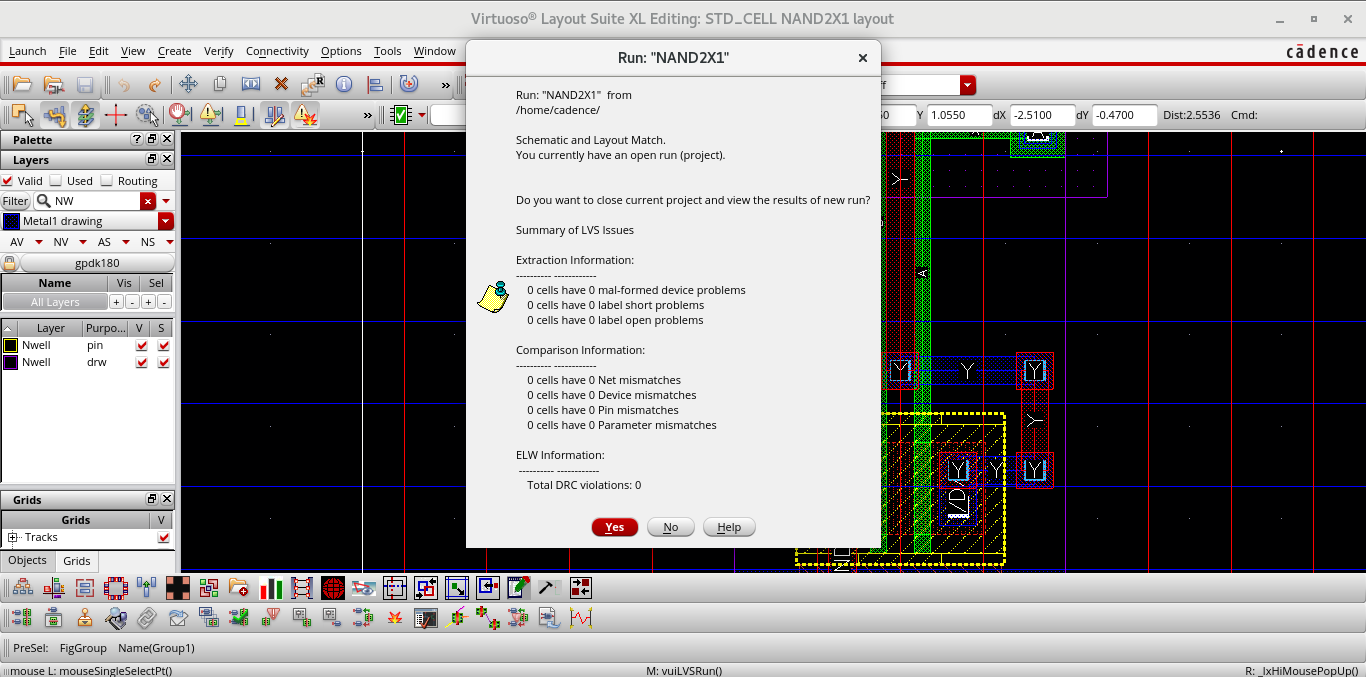 Virtuoso® Layout Suite XL Editing: STD_CELL NAND2X1 layout
Launch File Edit View Create Verify Connectivity Options Tools Window
cādence
Run: "NAND2X1"
Y 1.0550 dX -2.5100 dY -0.4700 Dist:2.5536 Cmd:
Palette
Layers
Valid Used Routing
Filter NW
Metal1 drawing
AV NV AS NS
gpdk180
Name Vis Sel
All Layers + - + -
Layer Purpo... V S
Nwell pin
Nwell drw
Grids
Grids V
Tracks
Objects Grids
Run: "NAND2X1" from
/home/cadence/
Schematic and Layout Match.
You currently have an open run (project).
Do you want to close current project and view the results of new run?
Summary of LVS Issues
Extraction Information:
---------- ------------
0 cells have 0 mal-formed device problems
0 cells have 0 label short problems
0 cells have 0 label open problems
Comparison Information:
---------- ------------
0 cells have 0 Net mismatches
0 cells have 0 Device mismatches
0 cells have 0 Pin mismatches
0 cells have 0 Parameter mismatches
ELW Information:
---------- ------------
Total DRC violations: 0
Yes No Help
Y
A
Y Y Y
Y
Y Y Y
PreSel: FigGroup Name(Group1)
mouse L: mouseSingleSelectPt() M: vuiLVSRun() R: _lxHiMousePopUp()